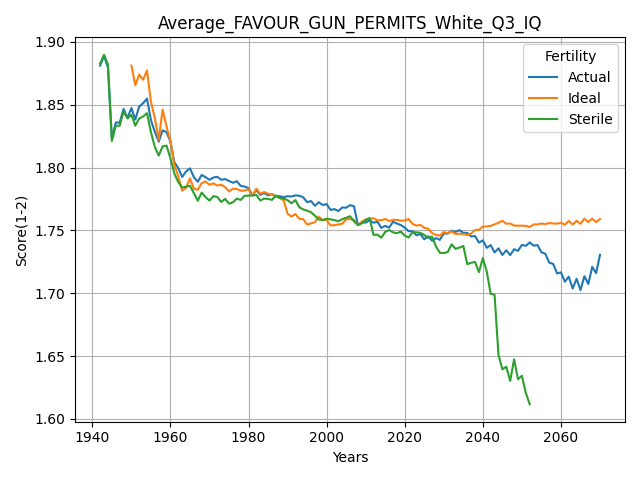 Average_FAVOUR_GUN_PERMITS_White_Q3_IQ
Fertility
Actual
Ideal
Sterile
Score(1-2)
1.90
1.85
1.80
1.75
1.70
1.65
1.60
1940
1960
1980
2000
2020
2040
2060
Years